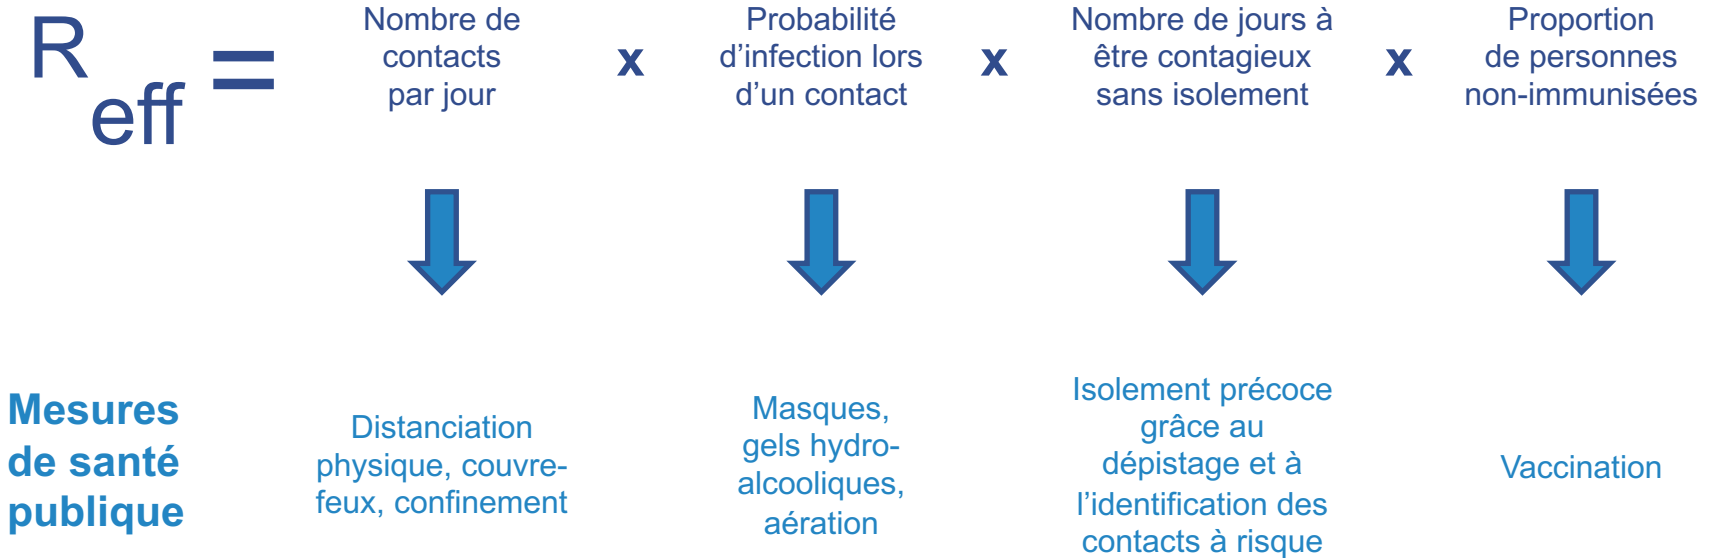 R
eff
=
Nombre de
contacts
par jour
x
Probabilité
d’infection lors
d’un contact
x
Nombre de jours à
être contagieux
sans isolement
x
Proportion
de personnes
non-immunisées
Mesures
de santé
publique
Distanciation
physique, couvre-
feux, confinement
Masques,
gels hydro-
alcooliques,
aération
Isolement précoce
grâce au
dépistage et à
l’identification des
contacts à risque
Vaccination